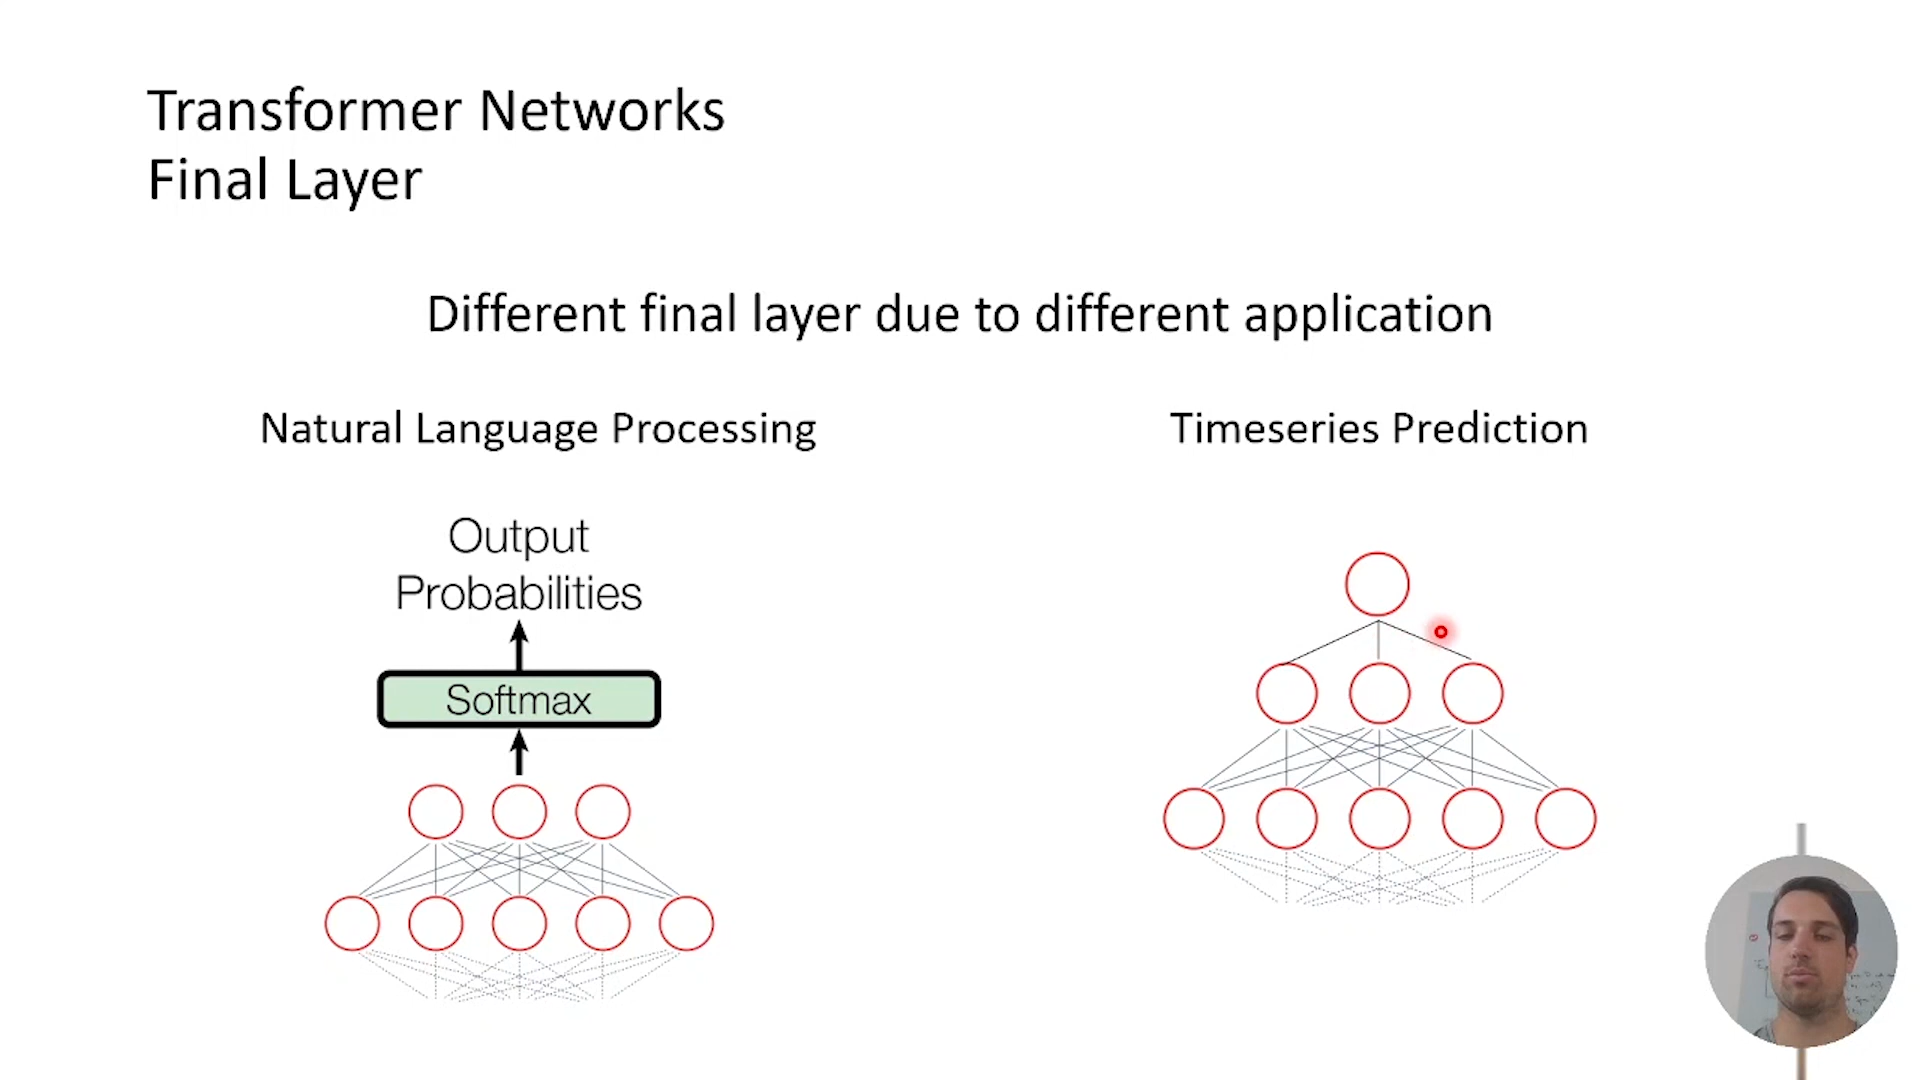 Transformer Networks
Final Layer
Different final layer due to different application
Natural Language Processing
Timeseries Prediction
Output
Probabilities
Softmax